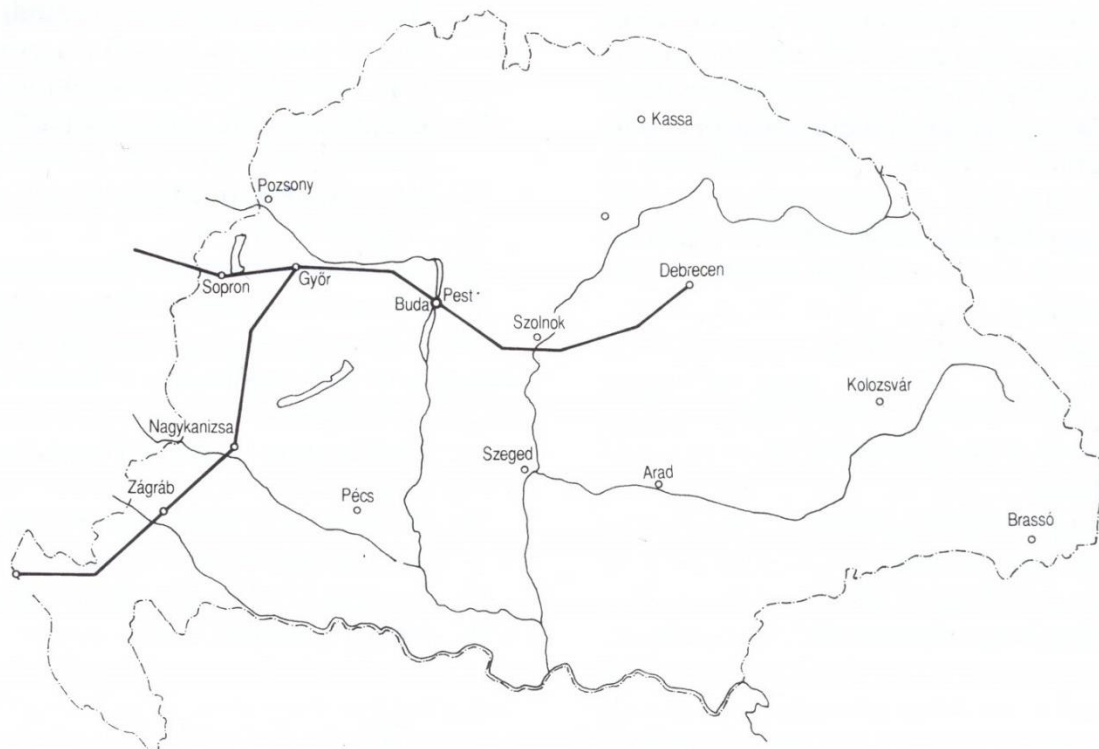 Kassa
Pozsony
Sopron
Győr
Debrecen
Buda
Pest
Szolnok
Kolozsvár
Nagykanizsa
Szeged
Arad
Zágráb
Pécs
Brassó